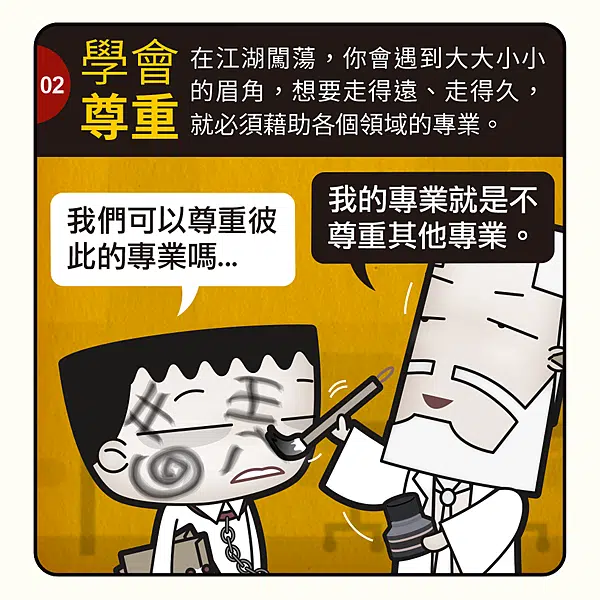 02
學會
尊重
在江湖闖蕩，你會遇到大大小小
的眉角，想要走得遠、走得久，
就必須藉助各個領域的專業。
我們可以尊重彼
此的專業嗎...
我的專業就是不
尊重其他專業。